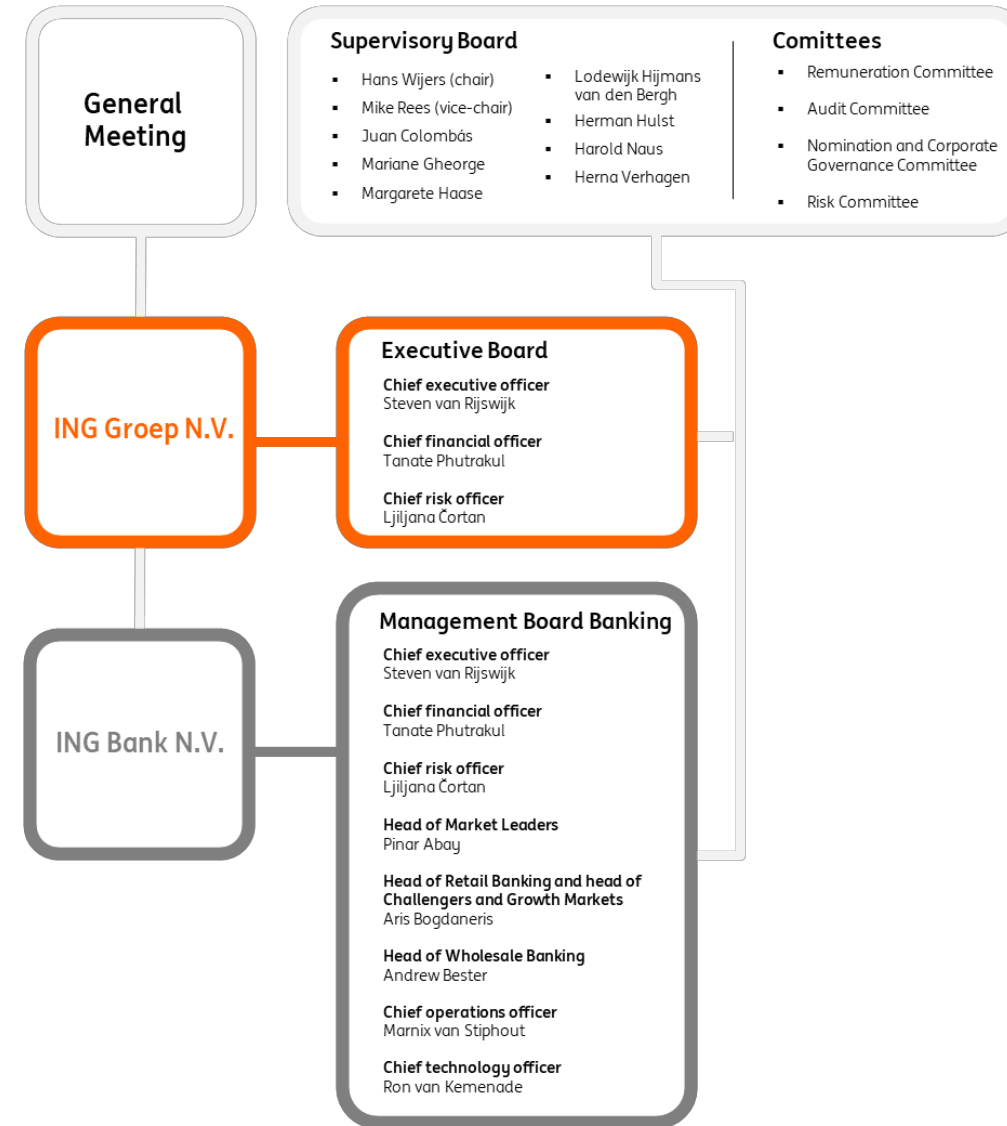 General
Meeting
Supervisory Board
▪ Hans Wijers (chair)
▪ Mike Rees (vice-chair)
▪ Juan Colombás
▪ Mariane Gheorge
▪ Margarete Haase
▪ Lodewijk Hijmans
van den Bergh
▪ Herman Hulst
▪ Harold Naus
▪ Herna Verhagen
Comittees
▪ Remuneration Committee
▪ Audit Committee
▪ Nomination and Corporate
Governance Committee
▪ Risk Committee
ING Groep N.V.
Executive Board
Chief executive officer
Steven van Rijswijk
Chief financial officer
Tanate Phutrakul
Chief risk officer
Ljiljana Čortan
ING Bank N.V.
Management Board Banking
Chief executive officer
Steven van Rijswijk
Chief financial officer
Tanate Phutrakul
Chief risk officer
Ljiljana Čortan
Head of Market Leaders
Pinar Abay
Head of Retail Banking and head of
Challengers and Growth Markets
Aris Bogdaneris
Head of Wholesale Banking
Andrew Bester
Chief operations officer
Marnix van Stiphout
Chief technology officer
Ron van Kemenade